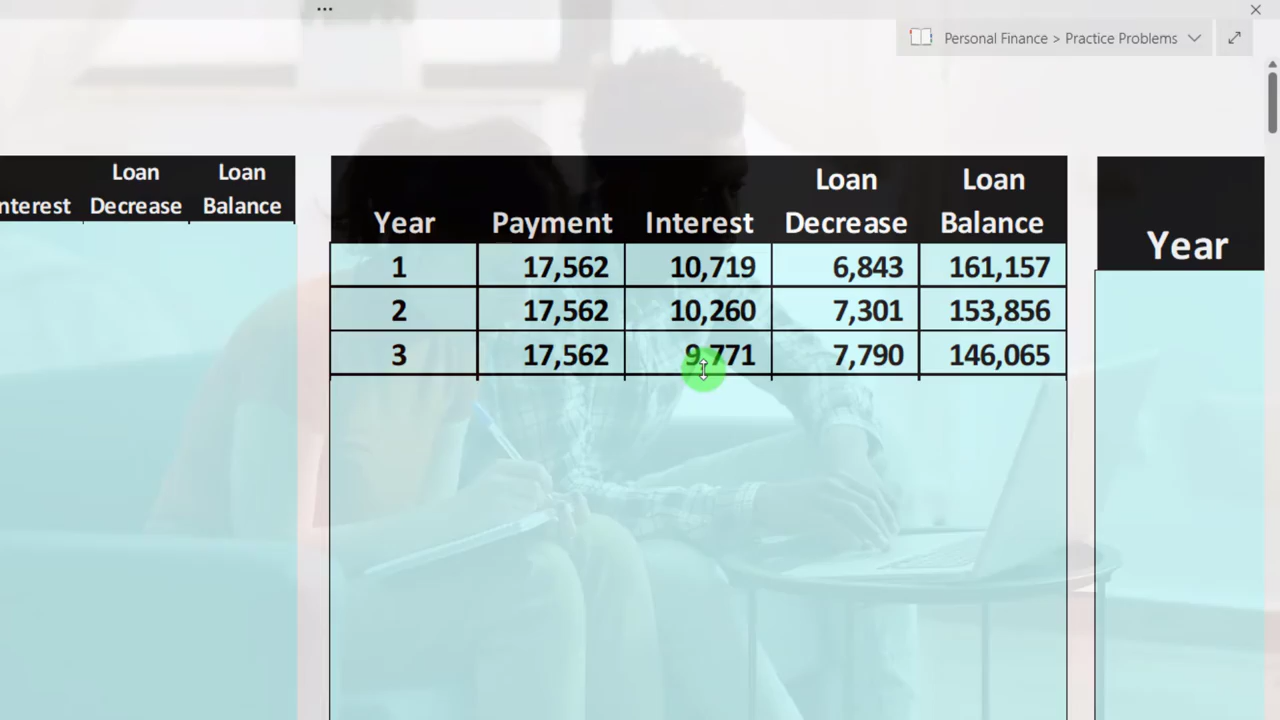 ...
Personal Finance > Practice Problems
Loan Loan
nterest Decrease Balance
Loan Loan
Year Payment Interest Decrease Balance
1 17,562 10,719 6,843 161,157
2 17,562 10,260 7,301 153,856
3 17,562 9,771 7,790 146,065
Year